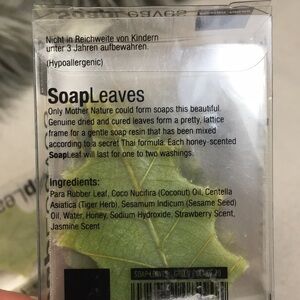 Nicht in Reichweite von Kindern
unter 3 Jahren aufbewahren.
(Hypoallergenic)
SoapLeaves
Only Mother Nature could form soaps this beautiful.
Genuine dried and cured leaves form a pretty, lattice
frame for a gentle soap resin that has been mixed
according to a secret Thai formula. Each honey-scented
SoapLeaf will last for one to two washings.
Ingredients:
Para Rubber Leaf, Coco Nucifira (Coconut) Oil, Centella
Asiatica (Tiger Herb), Sesamum Indicum (Sesame Seed)
Oil, Water, Honey, Sodium Hydroxide, Strawberry Scent,
Jasmine Scent